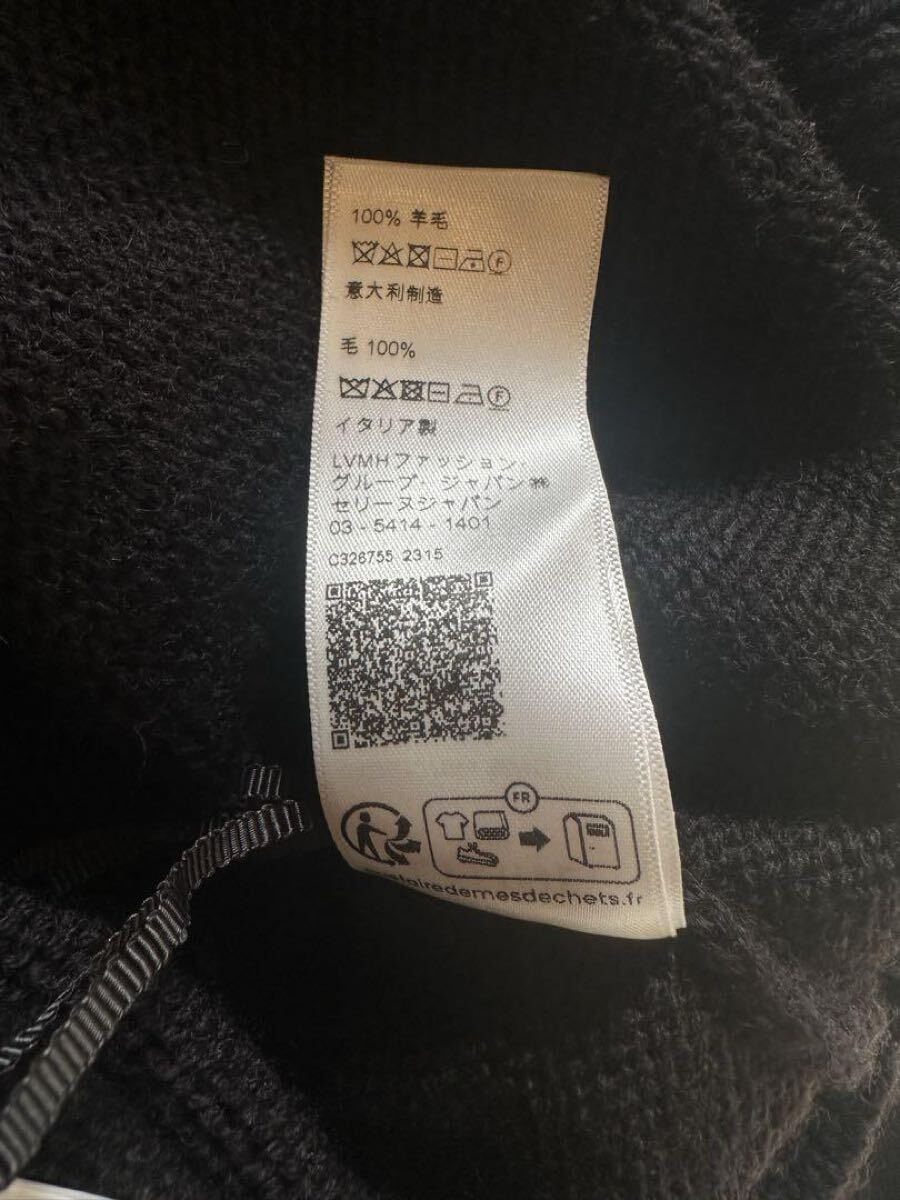 100% 羊毛
F
意大利制造
毛 100%
F
イタリア製
LVMHファッション・
グループ・ジャパン㈱
セリーヌジャパン
03-5414-1401
C326755 2315
FR
airedemesdechets.fr